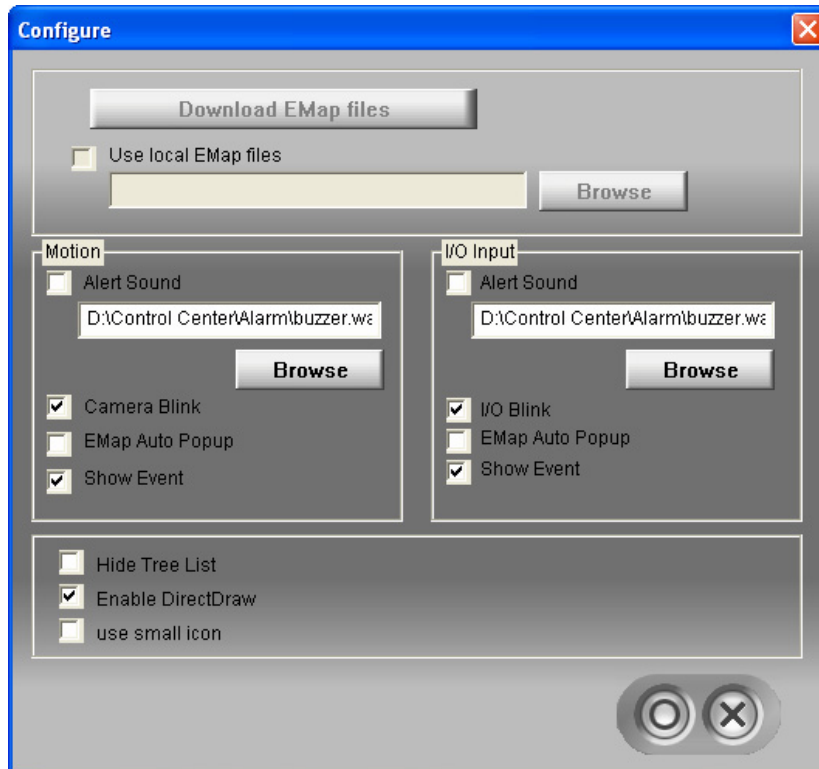 Configure
Download EMap files
Use local EMap files
Browse
Motion
Alert Sound
D:\Control Center\Alarm\buzzer.wa
Browse
Camera Blink
EMap Auto Popup
Show Event
I/O Input
Alert Sound
D:\Control Center\Alarm\buzzer.wa
Browse
I/O Blink
EMap Auto Popup
Show Event
Hide Tree List
Enable DirectDraw
use small icon